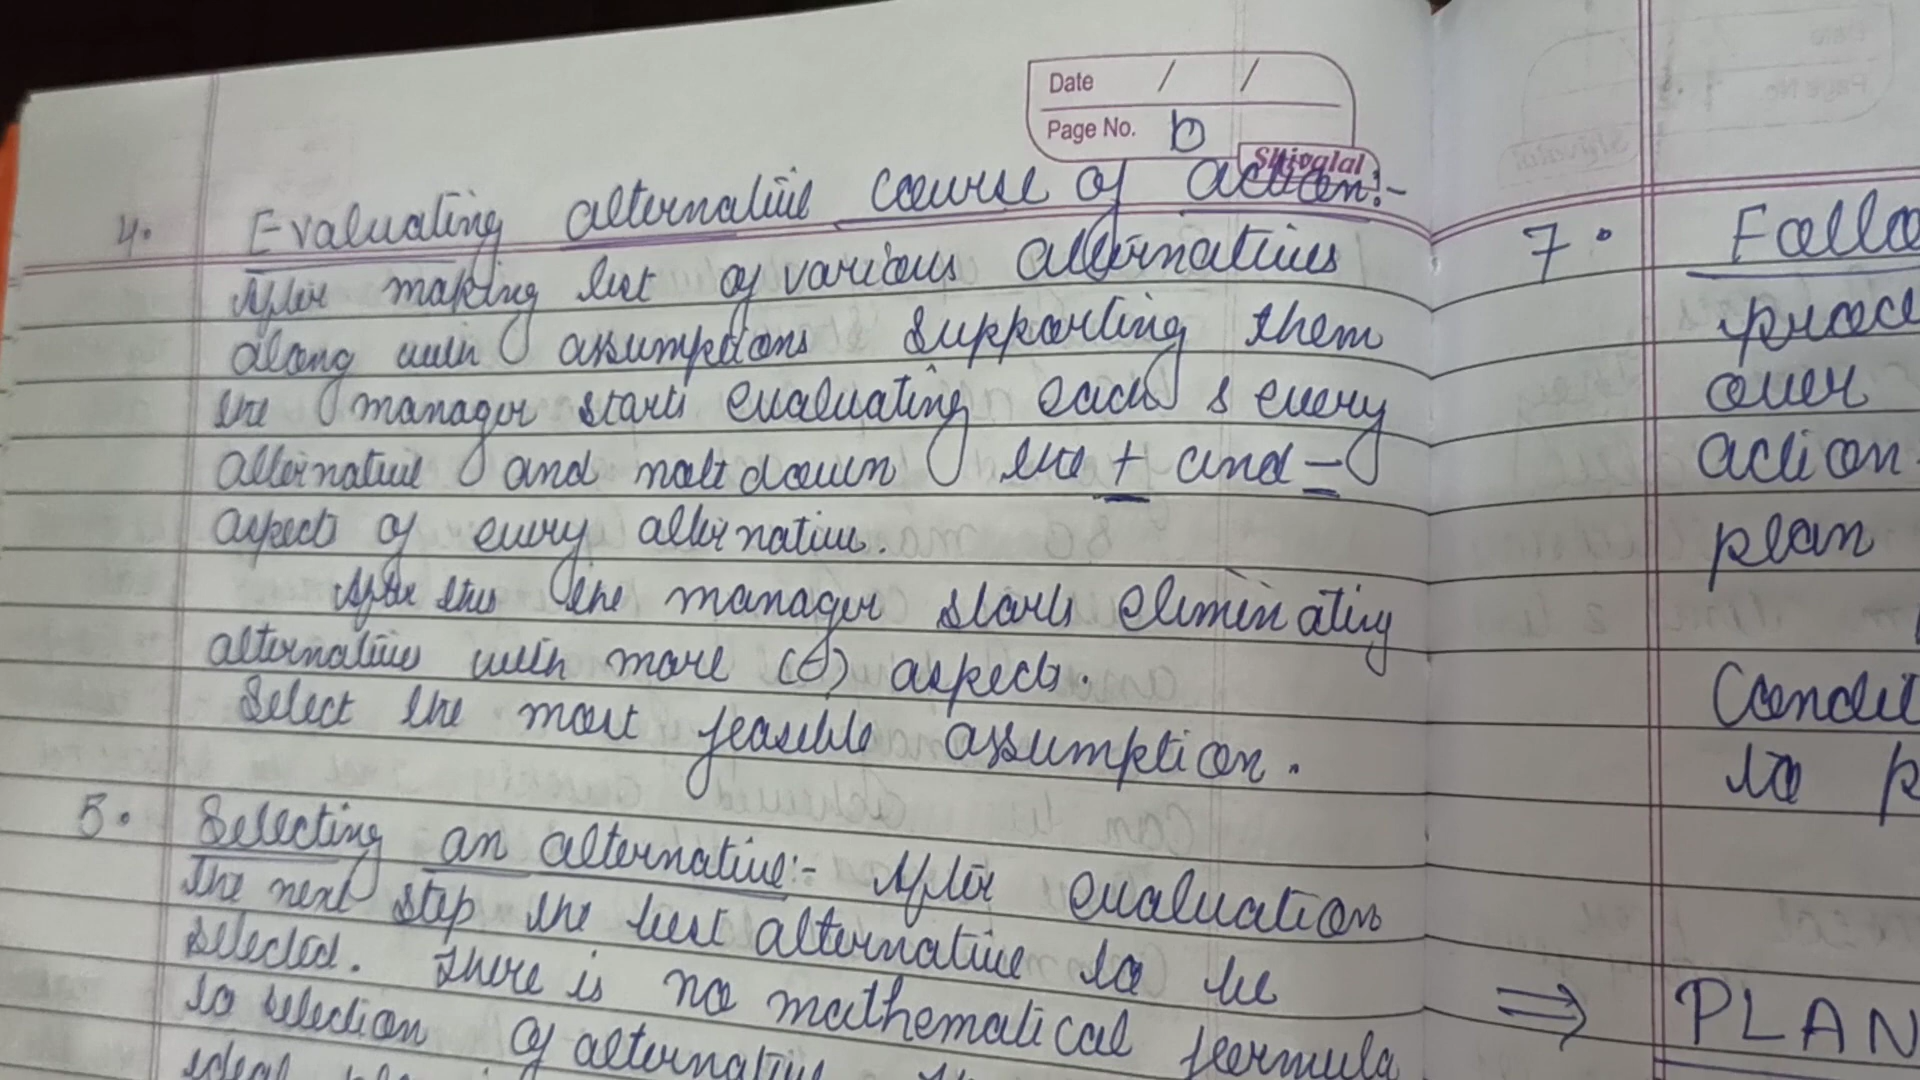 Date / /
Page No. 6
Shivalal
4. Evaluating alternative course of action:-
After making list of various alternatives
along with assumptions supporting them
the manager starts evaluating each & every
alternative and notedown the + and -
aspects of every alternative.
After this the manager starts eliminating
alternatives with more (-) aspects.
Select the most feasible assumption.
5. Selecting an alternative:- After evaluation
the next step the best alternative to be
selected. There is no mathematical formula
to selection of alternative
ideal
7. Follo
proce
over
action
plan
Condit
to p
⇒ PLAN